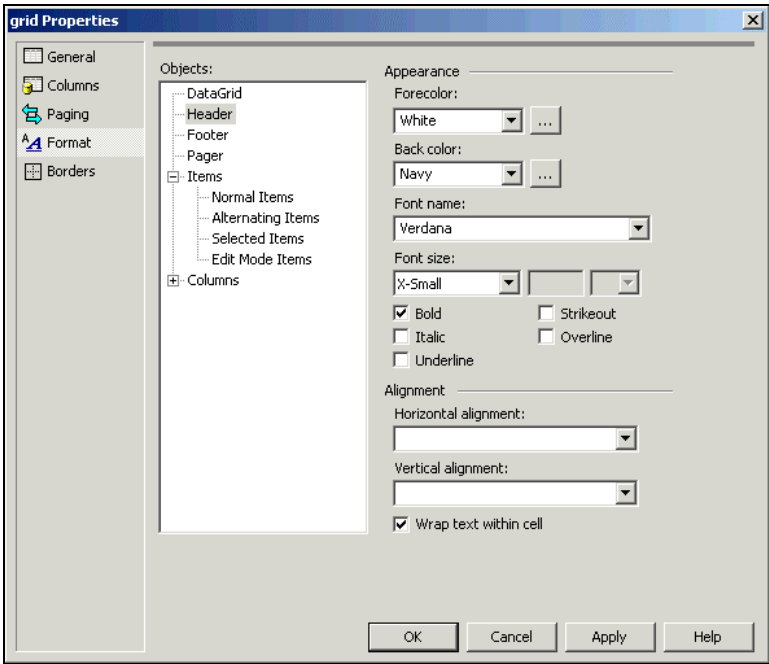 grid Properties
General
Columns
Paging
Format
Borders
Objects:
DataGrid
Header
Footer
Pager
Items
Normal Items
Alternating Items
Selected Items
Edit Mode Items
Columns
Appearance
Forecolor:
White
...
Back color:
Navy
...
Font name:
Verdana
Font size:
X-Small
Bold
Strikeout
Italic
Overline
Underline
Alignment
Horizontal alignment:
Vertical alignment:
Wrap text within cell
OK
Cancel
Apply
Help